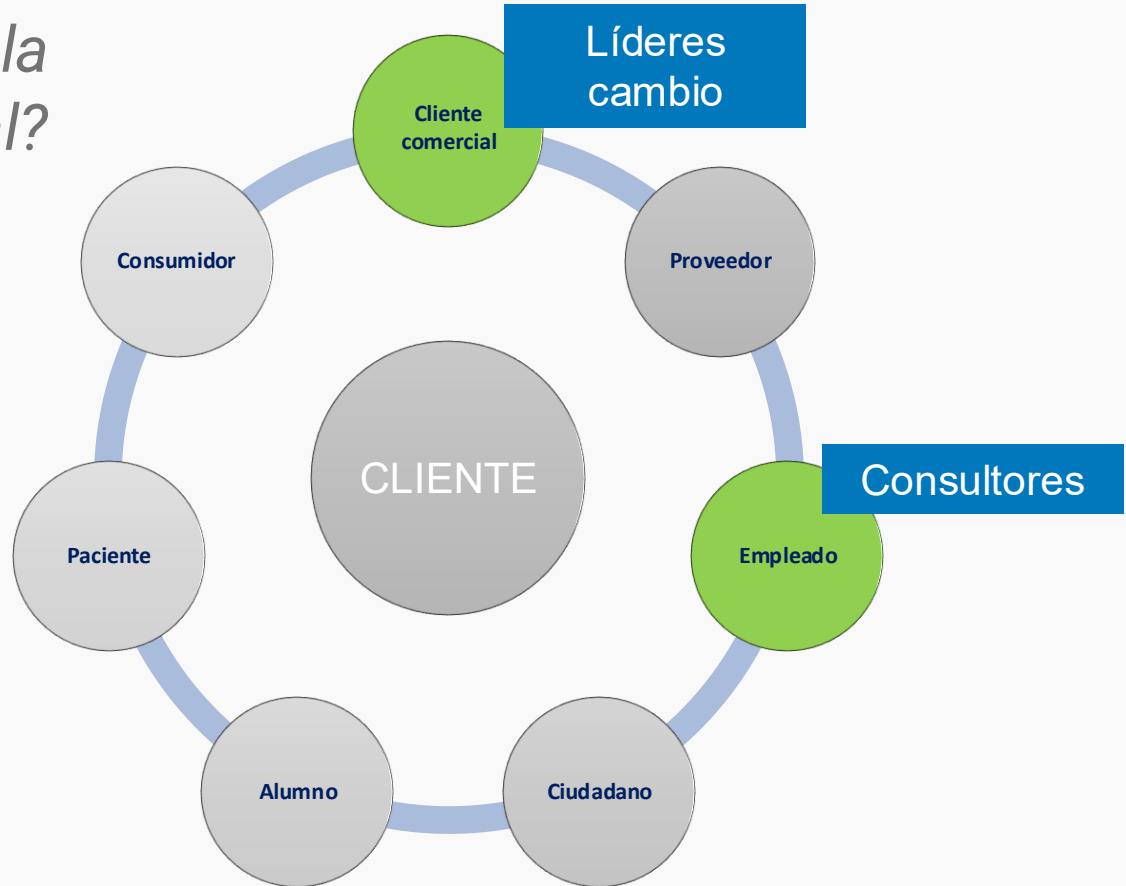 la
l?
Líderes
cambio
Cliente
comercial
Consumidor
Proveedor
CLIENTE
Consultores
Paciente
Empleado
Alumno
Ciudadano